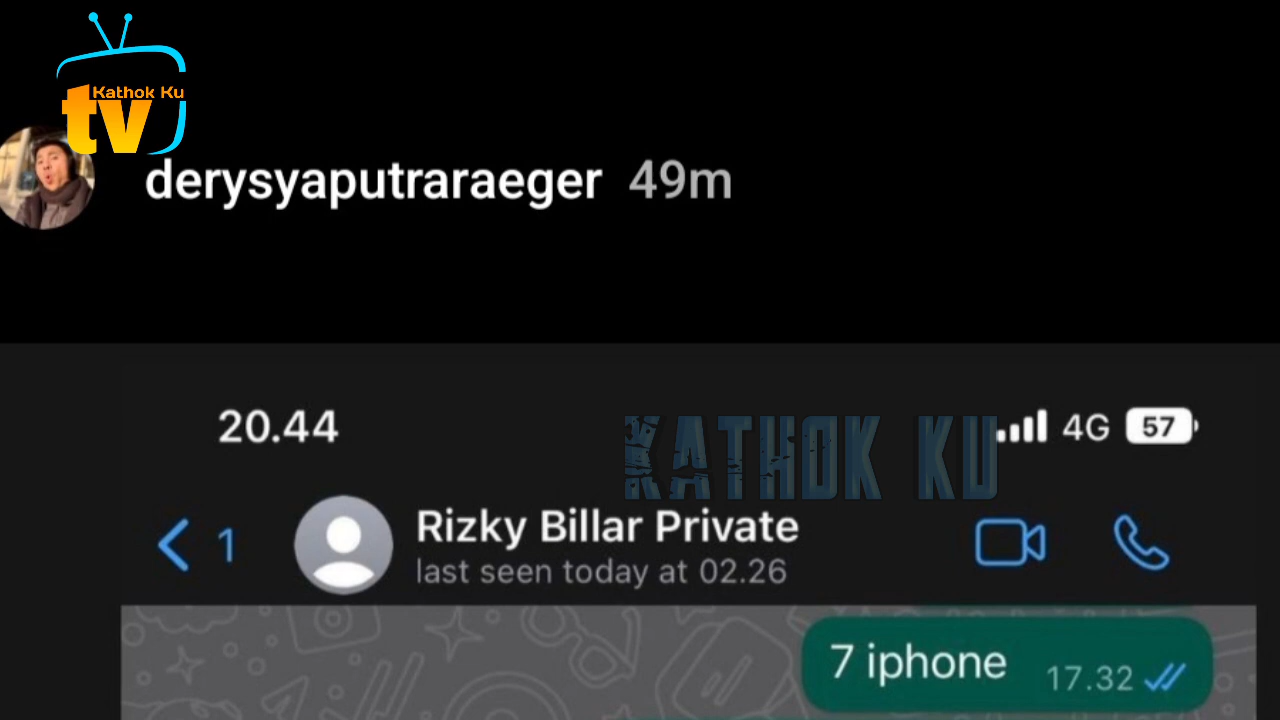 Kathok Ku
tv
derysyaputraraeger 49m
20.44 4G 57
KATHOK KU
1 Rizky Billar Private
last seen today at 02.26
7 iphone 17.32